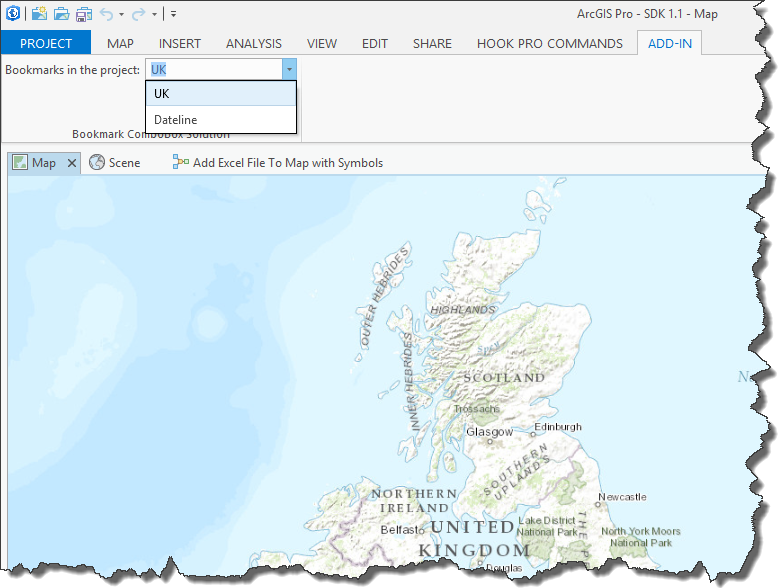 ArcGIS Pro - SDK 1.1 - Map
PROJECT MAP INSERT ANALYSIS VIEW EDIT SHARE HOOK PRO COMMANDS ADD-IN
Bookmarks in the project: UK
UK
Dateline
Bookmark Combobox Solution
Map Scene Add Excel File To Map with Symbols
OUTER HEBRIDES
HIGHLANDS
INNER HEBRIDES
Spey
SCOTLAND
Trossachs
Glasgow
Edinburgh
SOUTHERN
UPLANDS
NORTHERN
IRELAND
Newcastle
Belfast
UNITED
KINGDOM
Lake District
National Park
North York Moors
National Park
Douglas